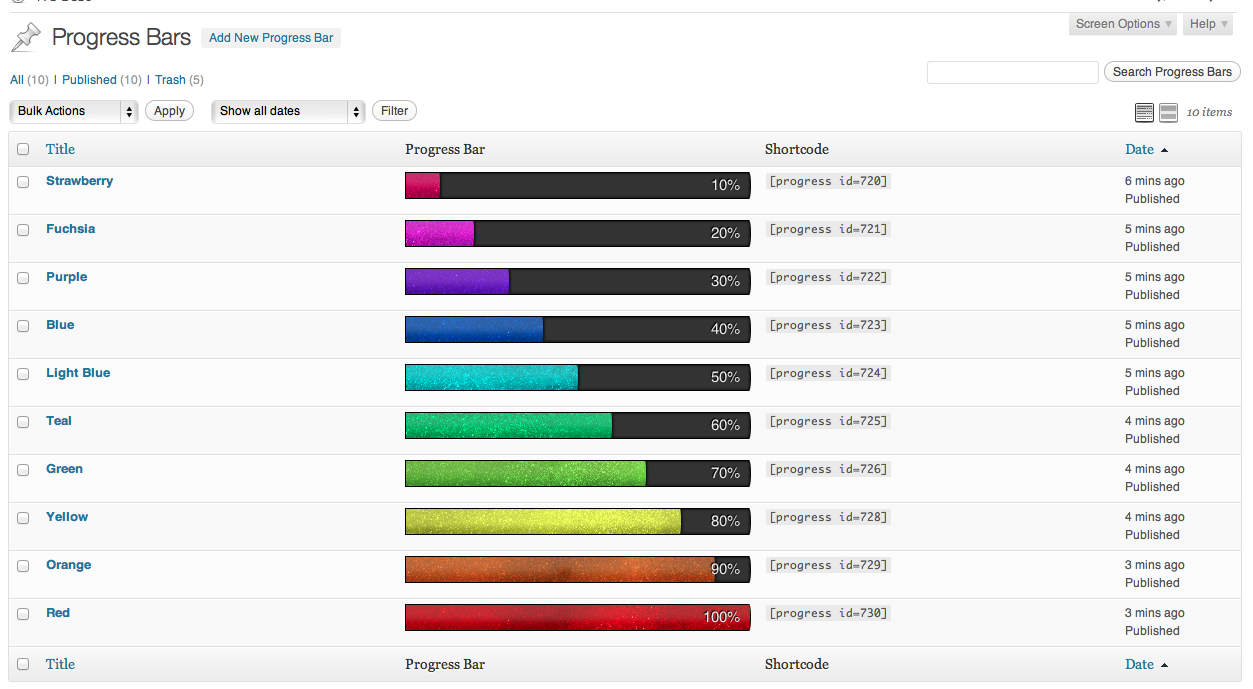 Progress Bars Add New Progress Bar Screen Options Help
All (10) | Published (10) | Trash (5)
Search Progress Bars
Bulk Actions Apply Show all dates Filter 10 items
Title Progress Bar Shortcode Date
Strawberry 10% [progress id=720] 6 mins ago
Published
Fuchsia 20% [progress id=721] 5 mins ago
Published
Purple 30% [progress id=722] 5 mins ago
Published
Blue 40% [progress id=723] 5 mins ago
Published
Light Blue 50% [progress id=724] 5 mins ago
Published
Teal 60% [progress id=725] 4 mins ago
Published
Green 70% [progress id=726] 4 mins ago
Published
Yellow 80% [progress id=728] 4 mins ago
Published
Orange 90% [progress id=729] 3 mins ago
Published
Red 100% [progress id=730] 3 mins ago
Published
Title Progress Bar Shortcode Date